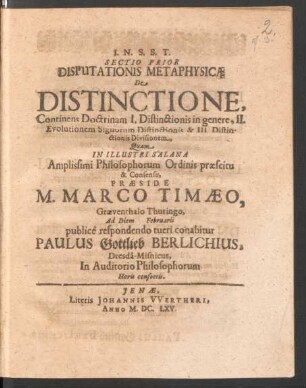 I. N. S. S. T.
SECTIO PRIOR
DISPUTATIONIS METAPHYSICÆ
De
DISTINCTIONE,
Continens Doctrinam I. Distinctionis in genere, II.
Evolutionem Signorum Distinctionis & III Distin-
ctionis Divisionem,
Quam
IN ILLUSTRI SALANA
Amplissimi Philosophorum Ordinis præscitu
& Consensu,
PRÆSIDE
M. MARCO TIMÆO,
Græventhalo Thuringo,
Ad Diem Februarii
publicè respondendo tueri conabitur
PAULUS Gottlieb BERLICHIUS,
Dresdâ-Misnicus,
In Auditorio Philosophorum
Horis consuetis.
JENÆ,
Literis JOHANNIS WERTHERI,
ANNO M. DC. LXV.